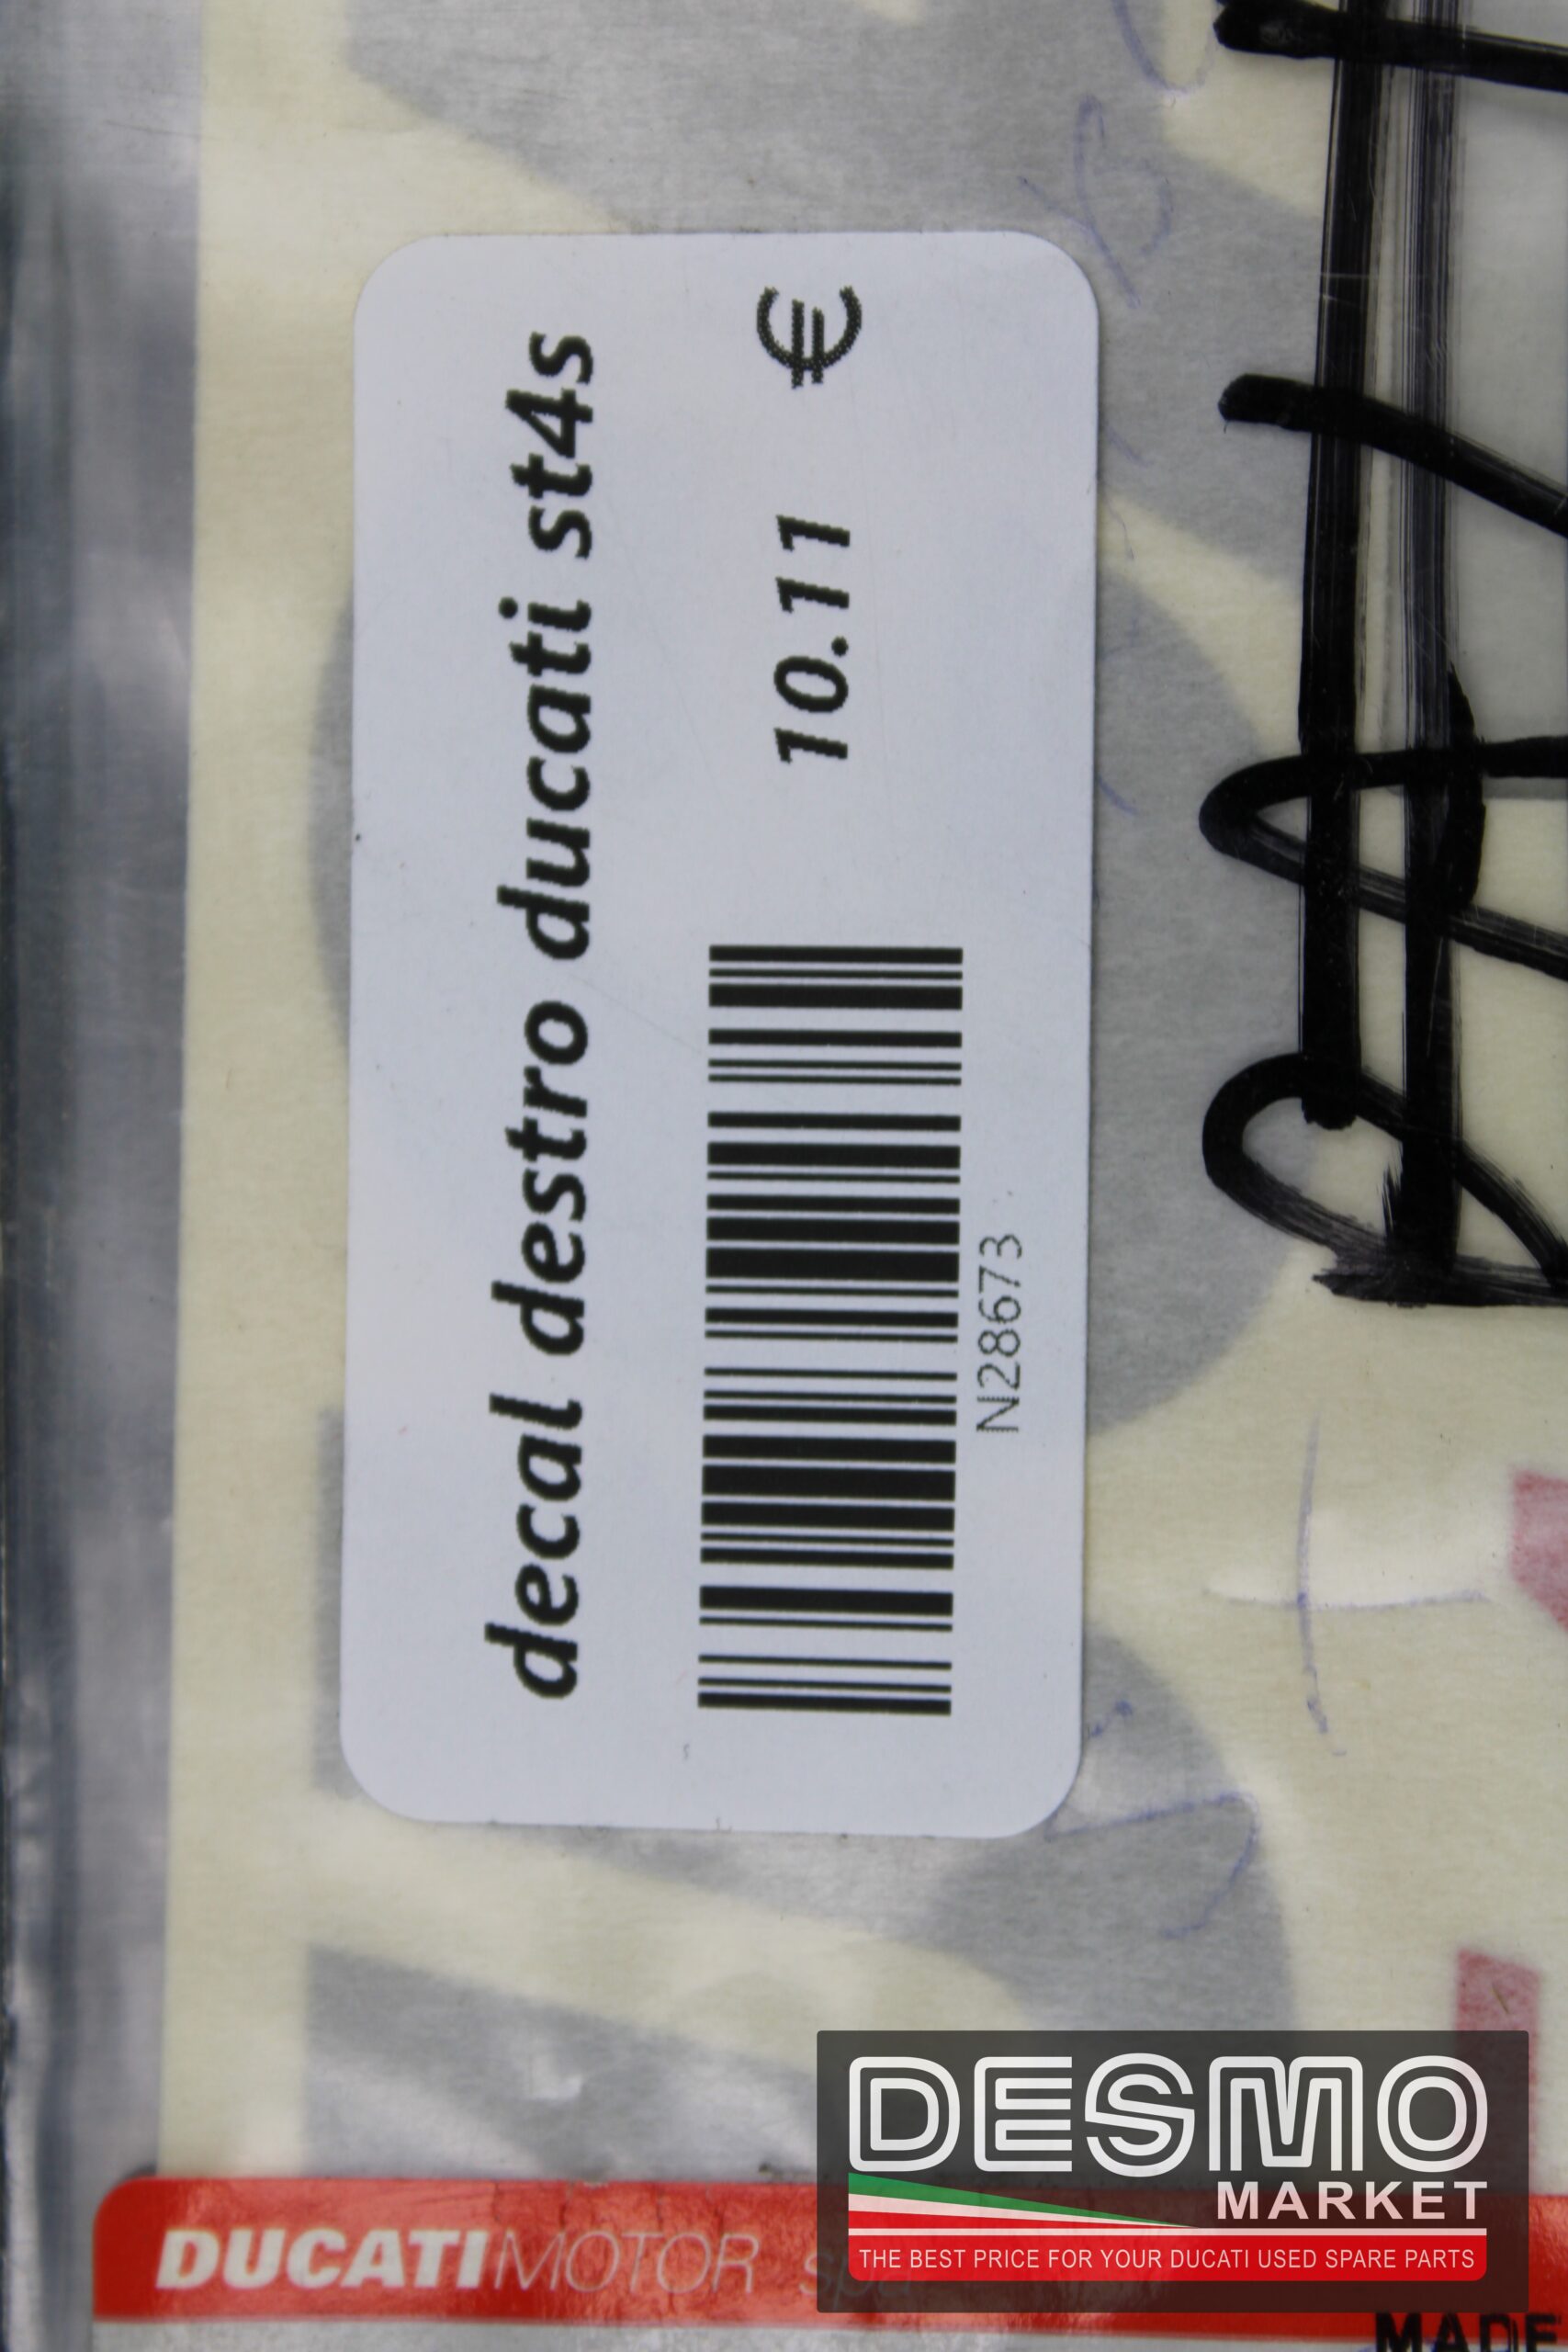 decal destro ducati st4s
10.11 €
N28673
DUCATIMOTOR spa
MADE
DESMO
MARKET
THE BEST PRICE FOR YOUR DUCATI USED SPARE PARTS